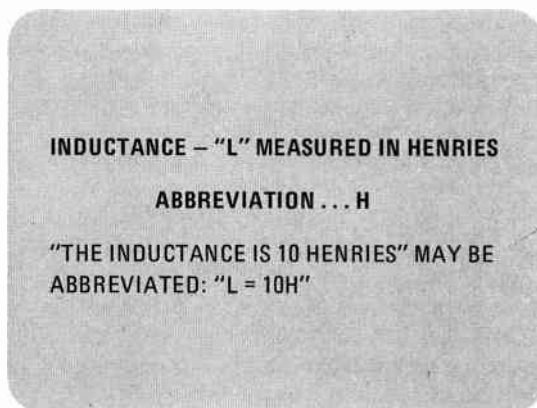 INDUCTANCE – "L" MEASURED IN HENRIES
ABBREVIATION . . . H
"THE INDUCTANCE IS 10 HENRIES" MAY BE
ABBREVIATED: "L = 10H"